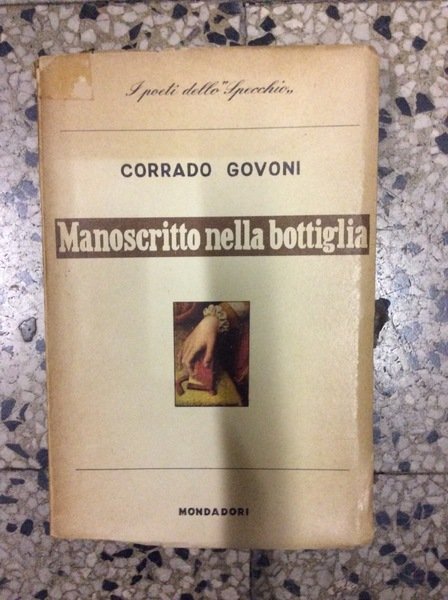 I poeti dello "Specchio„
CORRADO GOVONI
Manoscritto nella bottiglia
MONDADORI